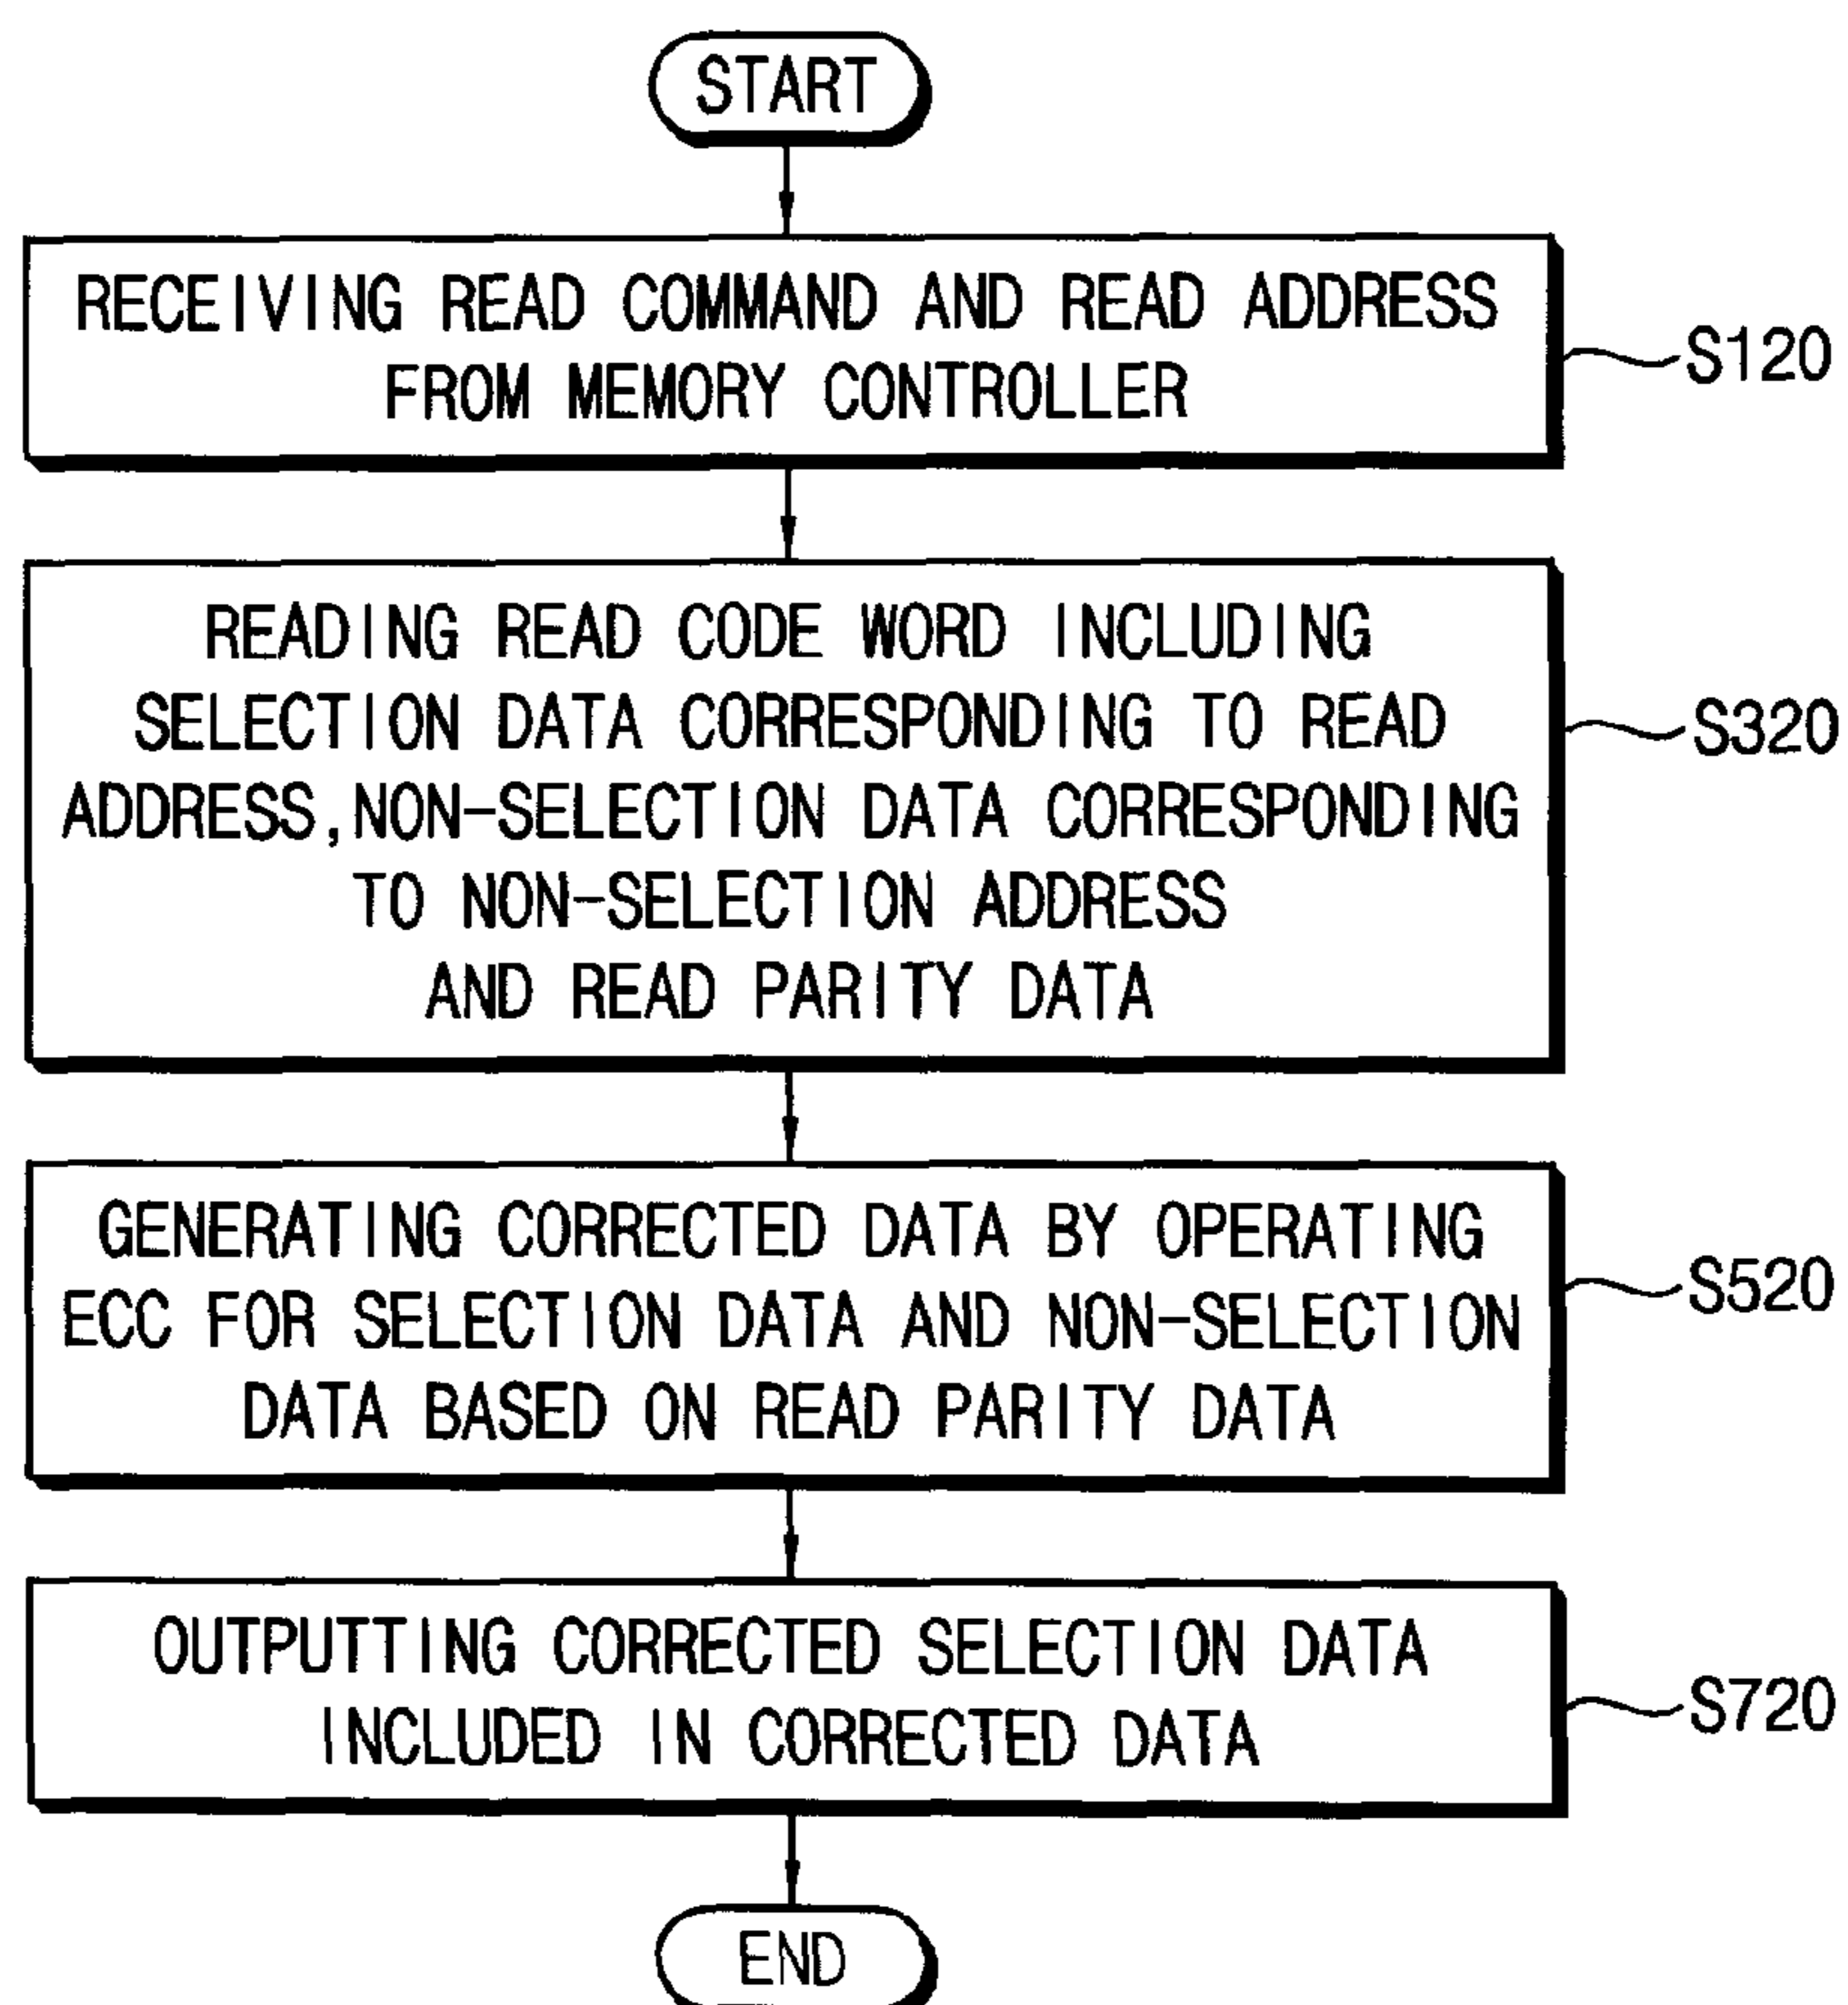 START
RECEIVING READ COMMAND AND READ ADDRESS
FROM MEMORY CONTROLLER
S120
READING READ CODE WORD INCLUDING
SELECTION DATA CORRESPONDING TO READ
ADDRESS,NON-SELECTION DATA CORRESPONDING
TO NON-SELECTION ADDRESS
AND READ PARITY DATA
S320
GENERATING CORRECTED DATA BY OPERATING
ECC FOR SELECTION DATA AND NON-SELECTION
DATA BASED ON READ PARITY DATA
S520
OUTPUTTING CORRECTED SELECTION DATA
INCLUDED IN CORRECTED DATA
S720
END